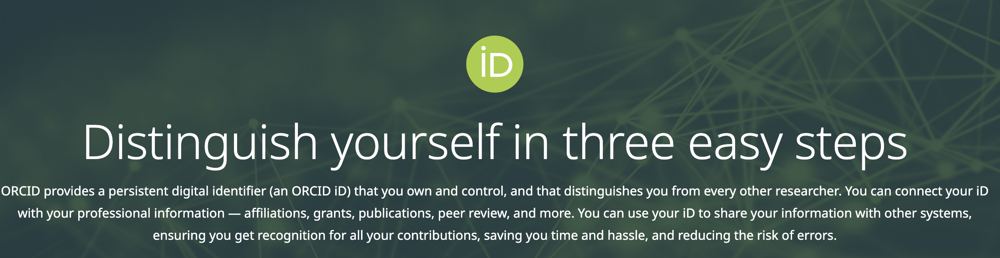 iD
Distinguish yourself in three easy steps
ORCID provides a persistent digital identifier (an ORCID iD) that you own and control, and that distinguishes you from every other researcher. You can connect your iD
with your professional information — affiliations, grants, publications, peer review, and more. You can use your iD to share your information with other systems,
ensuring you get recognition for all your contributions, saving you time and hassle, and reducing the risk of errors.